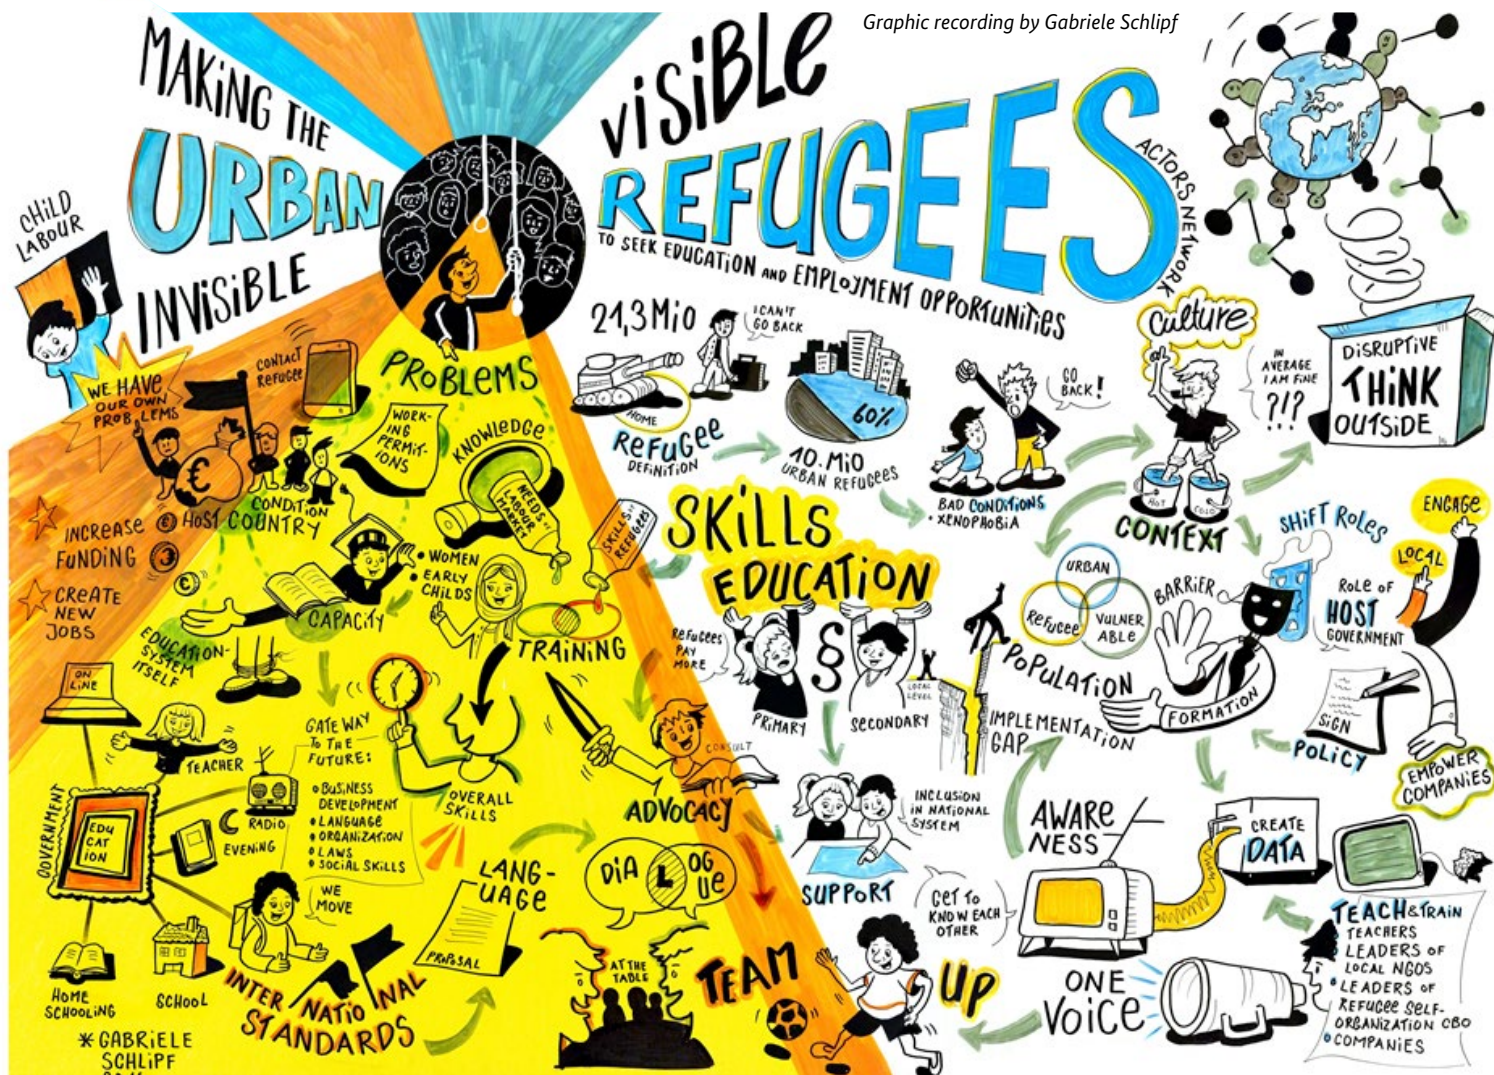 Graphic recording by Gabriele Schlipf
MAKING THE
URBAN
INVISIBLE
VISIBLE
REFUGEES
TO SEEK EDUCATION AND EMPLOYMENT OPPORTUNITIES
ACTORS NETWORK
CHILD
LABOUR
WE HAVE
OUR OWN
PROBLEMS
CONTACT
REFUGEE
PROBLEMS
WORK-
ING
PERMIT-
IONS
KNOWLEDGE
NEEDS
LABOUR
MARKET
SKILLS
REFUGEES
€
CONDITION
HOST COUNTRY
INCREASE
FUNDING
€
€
CREATE
NEW
JOBS
• WOMEN
• EARLY
CHILDS
CAPACITY
EDUCATION-
SYSTEM
ITSELF
TRAINING
ON
LINE
TEACHER
GATE WAY
TO THE
FUTURE:
BUSINESS
DEVELOPMENT
LANGUAGE
ORGANIZATION
LAWS
SOCIAL SKILLS
OVERALL
SKILLS
CONSULT
ADVOCACY
GOVERNMENT
EDU
CAT
ION
RADIO
EVENING
WE
MOVE
LANG-
UAGE
DIA L OG
UE
PROPOSAL
HOME
SCHOOLING
SCHOOL
INTERNATIONAL
STANDARDS
AT THE
TABLE
TEAM
UP
* GABRIELE
SCHLIPF
21,3 Mio
I CAN'T
GO BACK
HOME
REFUGEE
DEFINITION
60%
10. Mio
URBAN REFUGEES
GO
BACK!
BAD CONDITIONS
• XENOPHOBIA
culture
IN
AVERAGE
I AM FINE
?!?
HOT
COLD
CONTEXT
DISRUPTIVE
THINK
OUTSIDE
SKILLS
EDUCATION
REFUGEES
PAY
MORE
§
PRIMARY
SECONDARY
LOCAL
LEVEL
IMPLEMENTATION
GAP
URBAN
REFUGEE
VULNER
ABLE
POPULATION
BARRIER
FORMATION
SHIFT ROLES
ROLE OF
HOST
GOVERNMENT
ENGAGE
LOCAL
SIGN
POLICY
EMPOWER
COMPANIES
INCLUSION
IN NATIONAL
SYSTEM
SUPPORT
AWARE
NESS
CREATE
DATA
GET TO
KNOW EACH
OTHER
ONE
VOICE
TEACH & TRAIN
TEACHERS
LEADERS OF
LOCAL NGOS
LEADERS OF
REFUGEE SELF-
ORGANIZATION CBO
COMPANIES